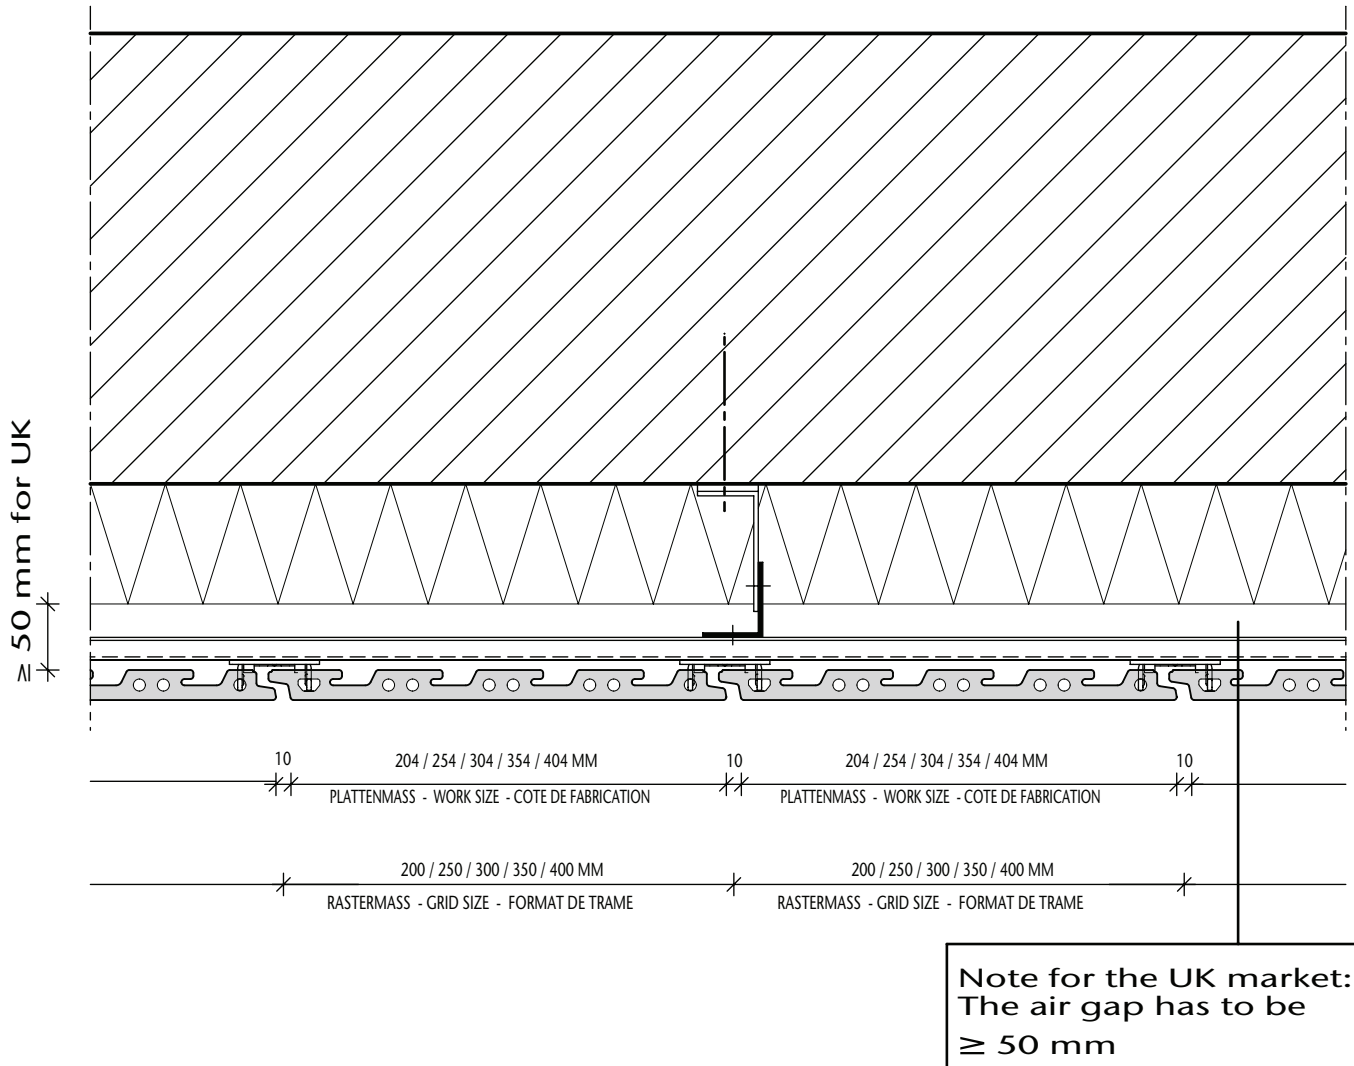 ≥ 50 mm for UK
10 204 / 254 / 304 / 354 / 404 MM 10 204 / 254 / 304 / 354 / 404 MM 10
PLATTENMASS - WORK SIZE - COTE DE FABRICATION PLATTENMASS - WORK SIZE - COTE DE FABRICATION
200 / 250 / 300 / 350 / 400 MM 200 / 250 / 300 / 350 / 400 MM
RASTERMASS - GRID SIZE - FORMAT DE TRAME RASTERMASS - GRID SIZE - FORMAT DE TRAME
Note for the UK market:
The air gap has to be
≥ 50 mm